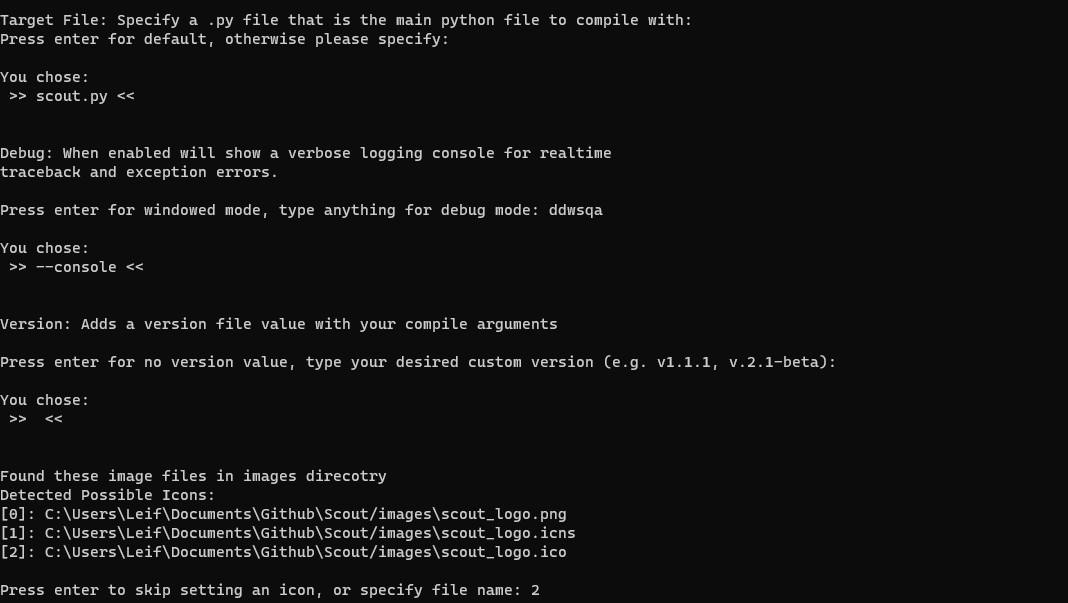 Target File: Specify a .py file that is the main python file to compile with:
Press enter for default, otherwise please specify:
You chose:
 >> scout.py <<
Debug: When enabled will show a verbose logging console for realtime
traceback and exception errors.
Press enter for windowed mode, type anything for debug mode: ddwsqa
You chose:
 >> --console <<
Version: Adds a version file value with your compile arguments
Press enter for no version value, type your desired custom version (e.g. v1.1.1, v.2.1-beta):
You chose:
 >>  <<
Found these image files in images direcotry
Detected Possible Icons:
[0]: C:\Users\Leif\Documents\Github\Scout/images\scout_logo.png
[1]: C:\Users\Leif\Documents\Github\Scout/images\scout_logo.icns
[2]: C:\Users\Leif\Documents\Github\Scout/images\scout_logo.ico
Press enter to skip setting an icon, or specify file name: 2